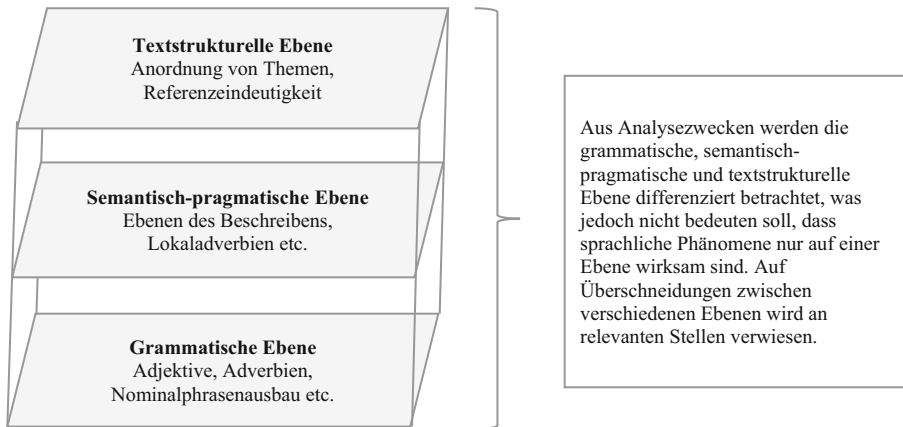 Textstrukturelle Ebene
Anordnung von Themen,
Referenzeindeutigkeit
Semantisch-pragmatische Ebene
Ebenen des Beschreibens,
Lokaladverbien etc.
Grammatische Ebene
Adjektive, Adverbien,
Nominalphrasenausbau etc.
Aus Analysezwecken werden die
grammatische, semantisch-
pragmatische und textstrukturelle
Ebene differenziert betrachtet, was
jedoch nicht bedeuten soll, dass
sprachliche Phänomene nur auf einer
Ebene wirksam sind. Auf
Überschneidungen zwischen
verschiedenen Ebenen wird an
relevanten Stellen verwiesen.